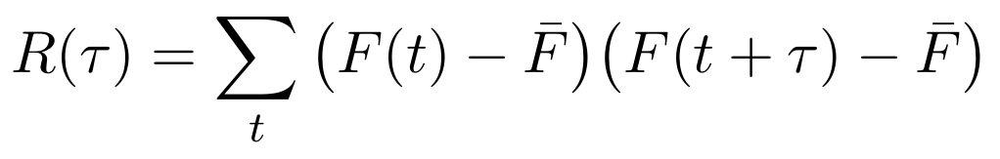 R(τ) = ∑_t (F(t) − F̄)(F(t + τ) − F̄)